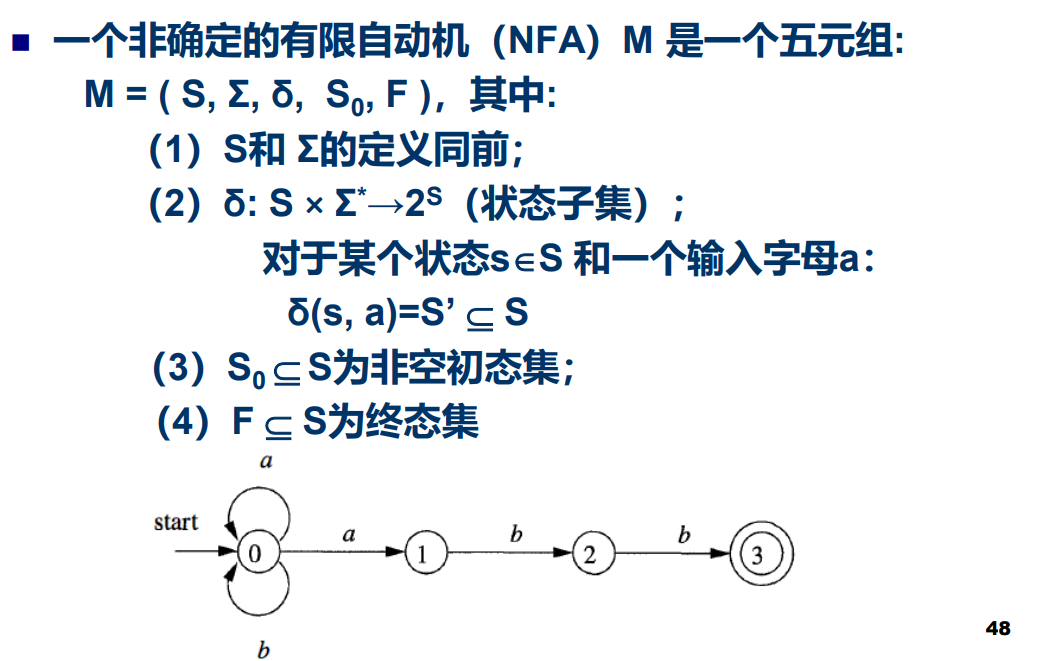 一个非确定的有限自动机（NFA）M 是一个五元组:
M = ( S, Σ, δ, S₀, F )，其中:
（1）S和 Σ的定义同前；
（2）δ: S × Σ*→2ˢ（状态子集）；
对于某个状态s∈S 和一个输入字母a：
δ(s, a)=S’ ⊆ S
（3）S₀⊆S为非空初态集；
（4）F ⊆ S为终态集
a
start
0 a 1 b 2 b 3
b
48